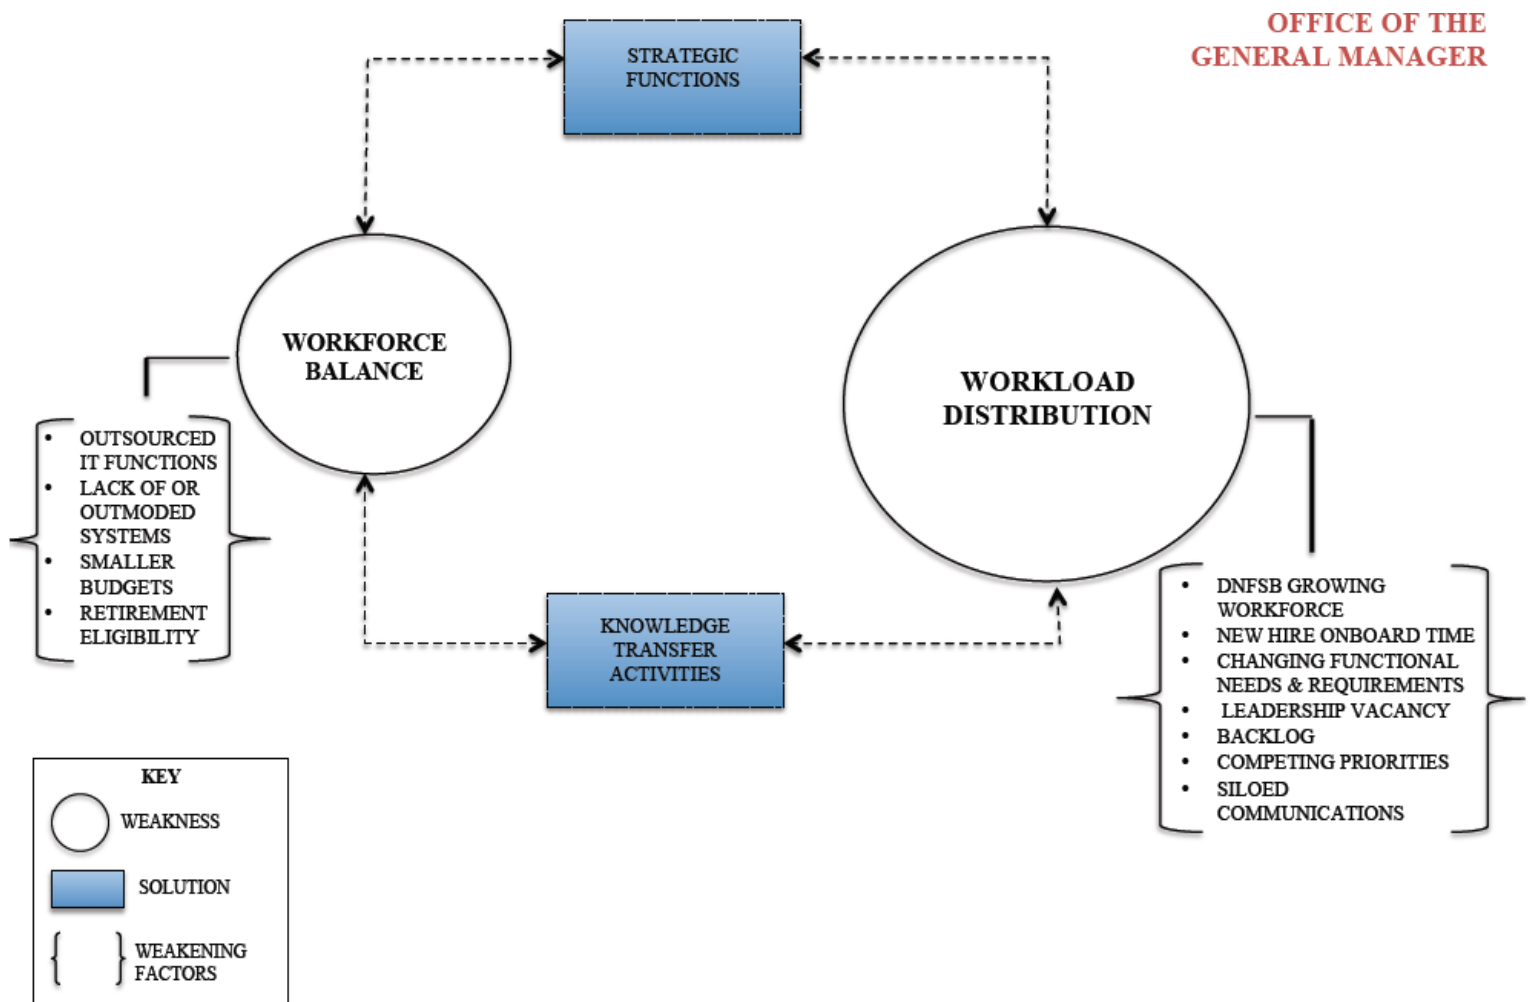 OFFICE OF THE
GENERAL MANAGER
STRATEGIC
FUNCTIONS
WORKFORCE
BALANCE
WORKLOAD
DISTRIBUTION
• OUTSOURCED
IT FUNCTIONS
• LACK OF OR
OUTMODED
SYSTEMS
• SMALLER
BUDGETS
• RETIREMENT
ELIGIBILITY
KNOWLEDGE
TRANSFER
ACTIVITIES
• DNFSB GROWING
WORKFORCE
• NEW HIRE ONBOARD TIME
• CHANGING FUNCTIONAL
NEEDS & REQUIREMENTS
• LEADERSHIP VACANCY
• BACKLOG
• COMPETING PRIORITIES
• SILOED
COMMUNICATIONS
KEY
WEAKNESS
SOLUTION
WEAKENING
FACTORS